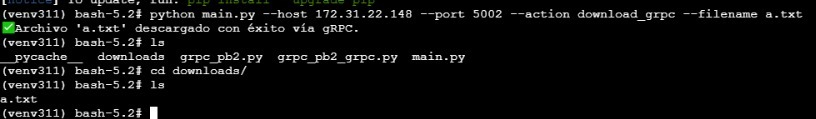 [notice] To update, run: pip install --upgrade pip
(venv311) bash-5.2# python main.py --host 172.31.22.148 --port 5002 --action download_grpc --filename a.txt
✅Archivo 'a.txt' descargado con éxito vía gRPC.
(venv311) bash-5.2# ls
__pycache__  downloads  grpc_pb2.py  grpc_pb2_grpc.py  main.py
(venv311) bash-5.2# cd downloads/
(venv311) bash-5.2# ls
a.txt
(venv311) bash-5.2#